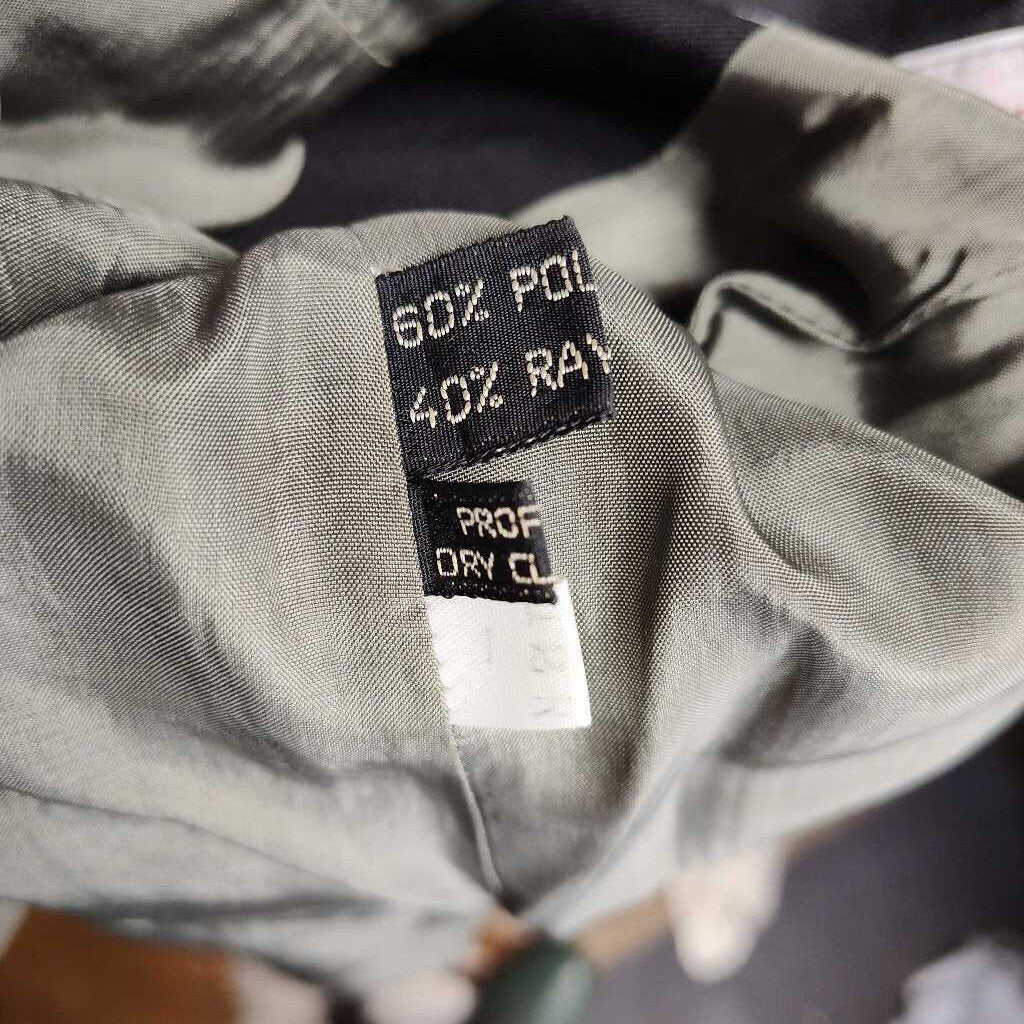 60% POL
40% RAY
PROF
DRY CL